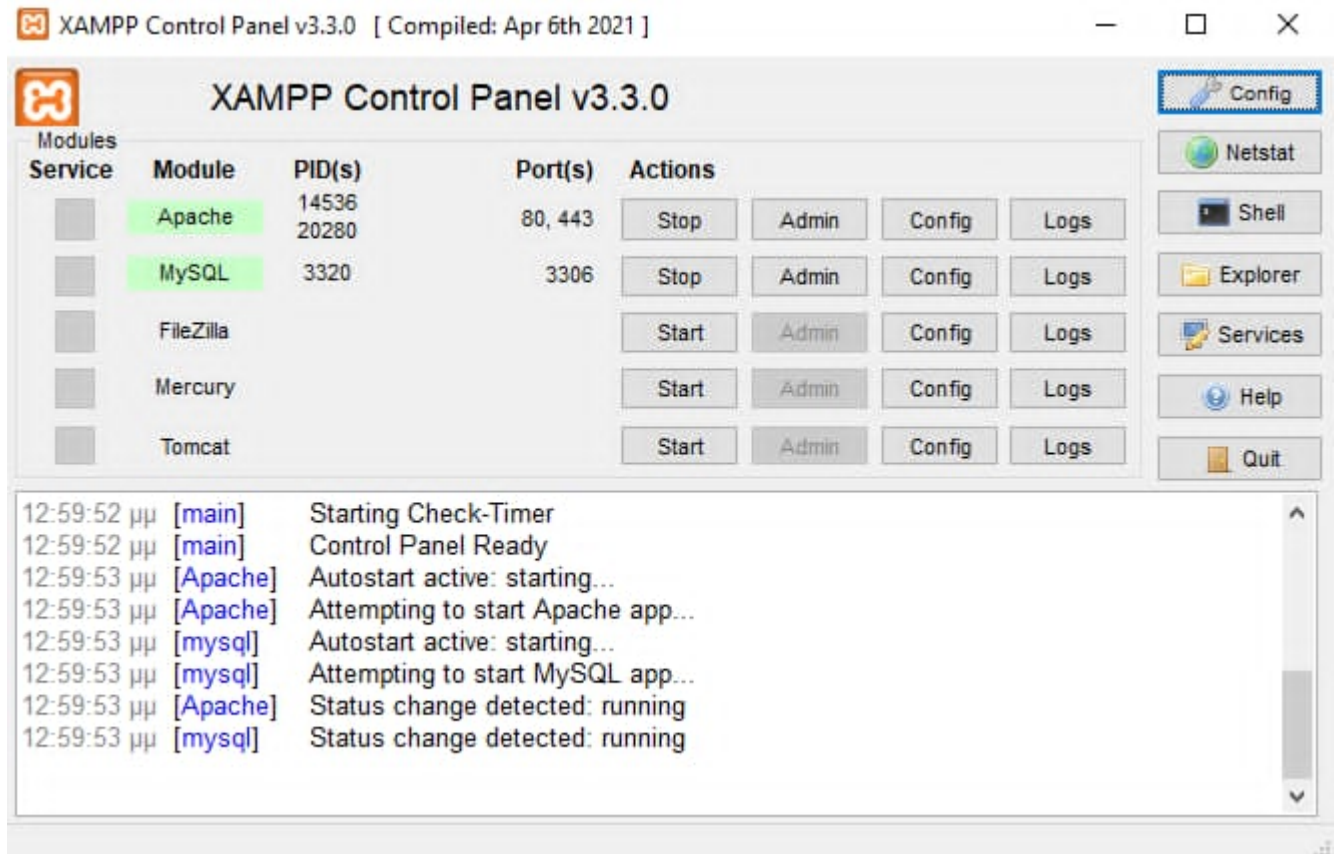 XAMPP Control Panel v3.3.0 [ Compiled: Apr 6th 2021 ]
XAMPP Control Panel v3.3.0
Config
Modules
Netstat
Service Module PID(s) Port(s) Actions
Apache 14536 20280 80, 443 Stop Admin Config Logs
Shell
MySQL 3320 3306 Stop Admin Config Logs
Explorer
FileZilla Start Admin Config Logs
Services
Mercury Start Admin Config Logs
Help
Tomcat Start Admin Config Logs
Quit
12:59:52 μμ [main] Starting Check-Timer
12:59:52 μμ [main] Control Panel Ready
12:59:53 μμ [Apache] Autostart active: starting...
12:59:53 μμ [Apache] Attempting to start Apache app...
12:59:53 μμ [mysql] Autostart active: starting...
12:59:53 μμ [mysql] Attempting to start MySQL app...
12:59:53 μμ [Apache] Status change detected: running
12:59:53 μμ [mysql] Status change detected: running